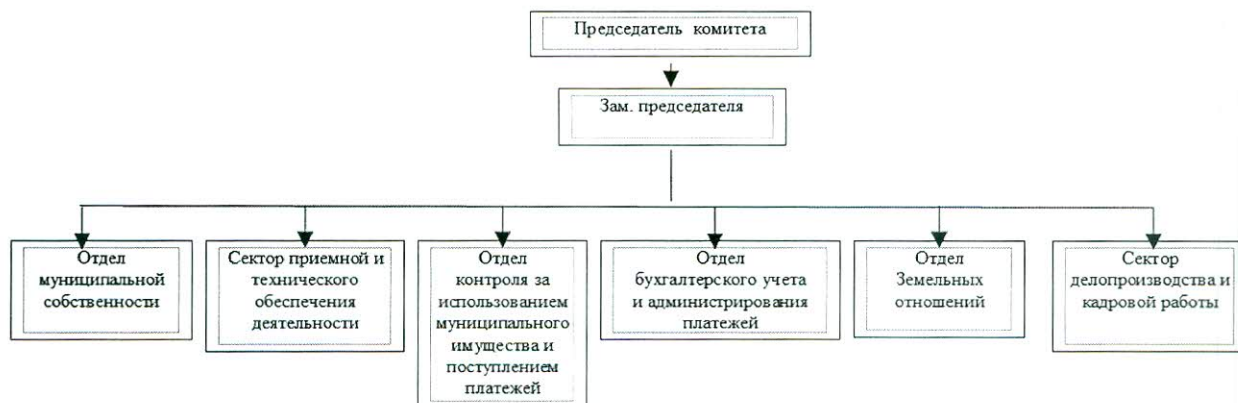 Председатель комитета
Зам. председателя
Отдел
муниципальной
собственности
Сектор приемной и
технического
обеспечения
деятельности
Отдел
контроля за
использованием
муниципального
имущества и
поступлением
платежей
Отдел
бухгалтерского учета
и администрирования
платежей
Отдел
Земельных
отношений
Сектор
делопроизводства и
кадровой работы